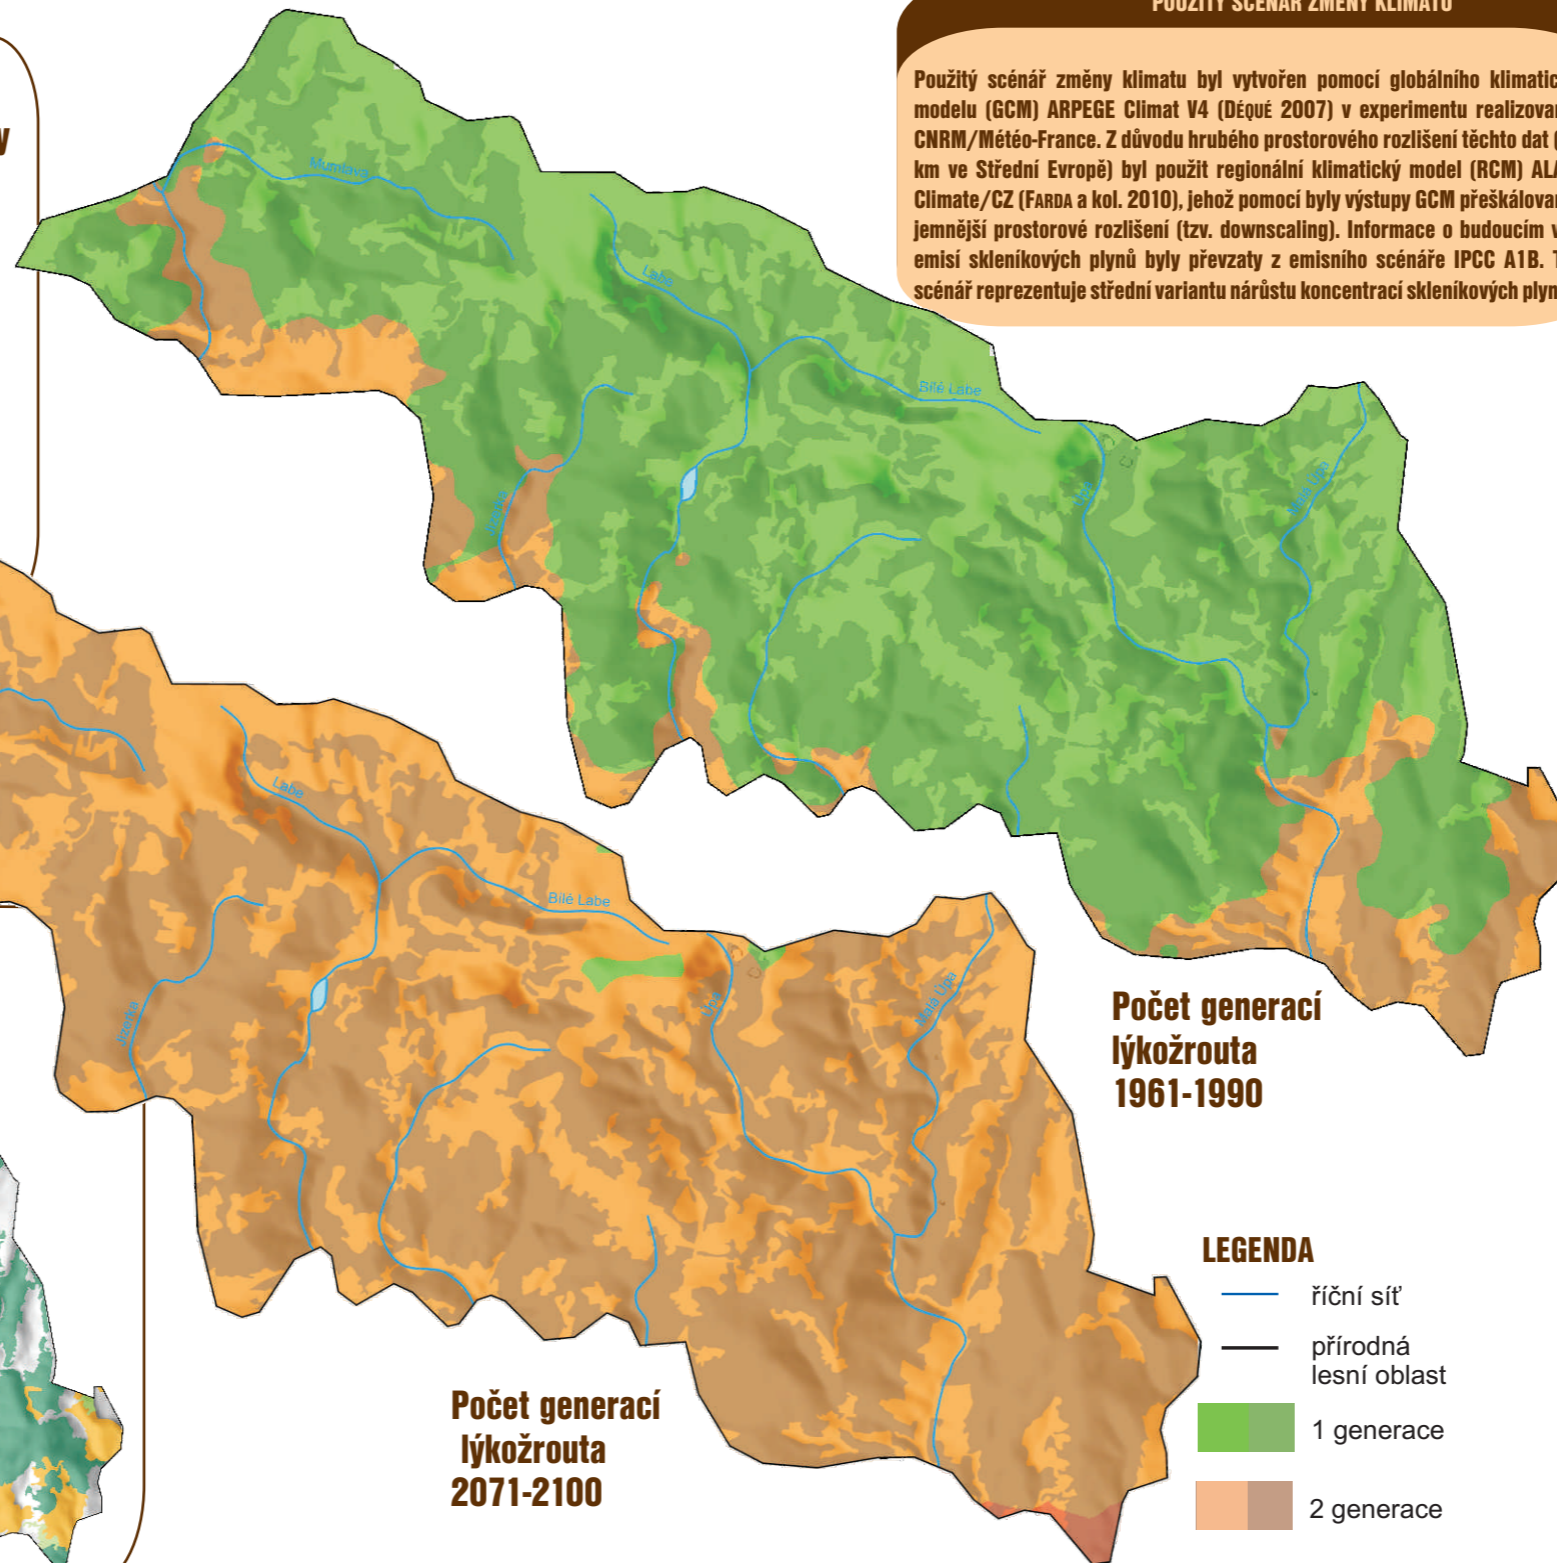 POUŽITÝ SCÉNÁŘ ZMĚNY KLIMATU
Použitý scénář změny klimatu byl vytvořen pomocí globálního klimatic
modelu (GCM) ARPEGE Climat V4 (DÉQUÉ 2007) v experimentu realizovan
CNRM/Météo-France. Z důvodu hrubého prostorového rozlišení těchto dat (
km ve Střední Evropě) byl použit regionální klimatický model (RCM) ALA
Climate/CZ (FARDA a kol. 2010), jehož pomocí byly výstupy GCM přeškálovan
jemnější prostorové rozlišení (tzv. downscaling). Informace o budoucím v
emisí skleníkových plynů byly převzaty z emisního scénáře IPCC A1B. T
scénář reprezentuje střední variantu nárůstu koncentrací skleníkových plyn
Mumlava
Labe
Bílé Labe
Jizerka
Úpa
Malá Úpa
Počet generací
lýkožrouta
1961-1990
Labe
Bílé Labe
Jizerka
Úpa
Malá Úpa
Počet generací
lýkožrouta
2071-2100
LEGENDA
říční síť
přírodná
lesní oblast
1 generace
2 generace